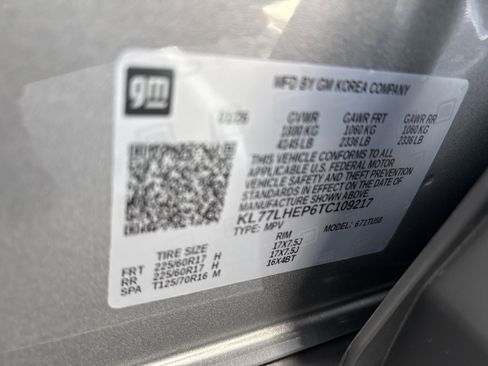 gm
MFD BY GM KOREA COMPANY
GVWR GAWR FRT GAWR RR
KG 1060 KG 1060 KG
LB 2336 LB 2336 LB
THIS VEHICLE CONFORMS TO ALL
APPLICABLE U.S. FEDERAL MOTOR
VEHICLE SAFETY AND THEFT PREVENTION
STANDARDS IN EFFECT ON THE DATE OF
MANUFACTURE SHOWN ABOVE.
KL77LHEP6TC109217
TYPE: MPV MODEL:
TIRE SIZE RIM
FRT 225/60R17 H 17X7.5J
RR 225/60R17 H 17X7.5J
SPA T125/70R16 M 16X4BT